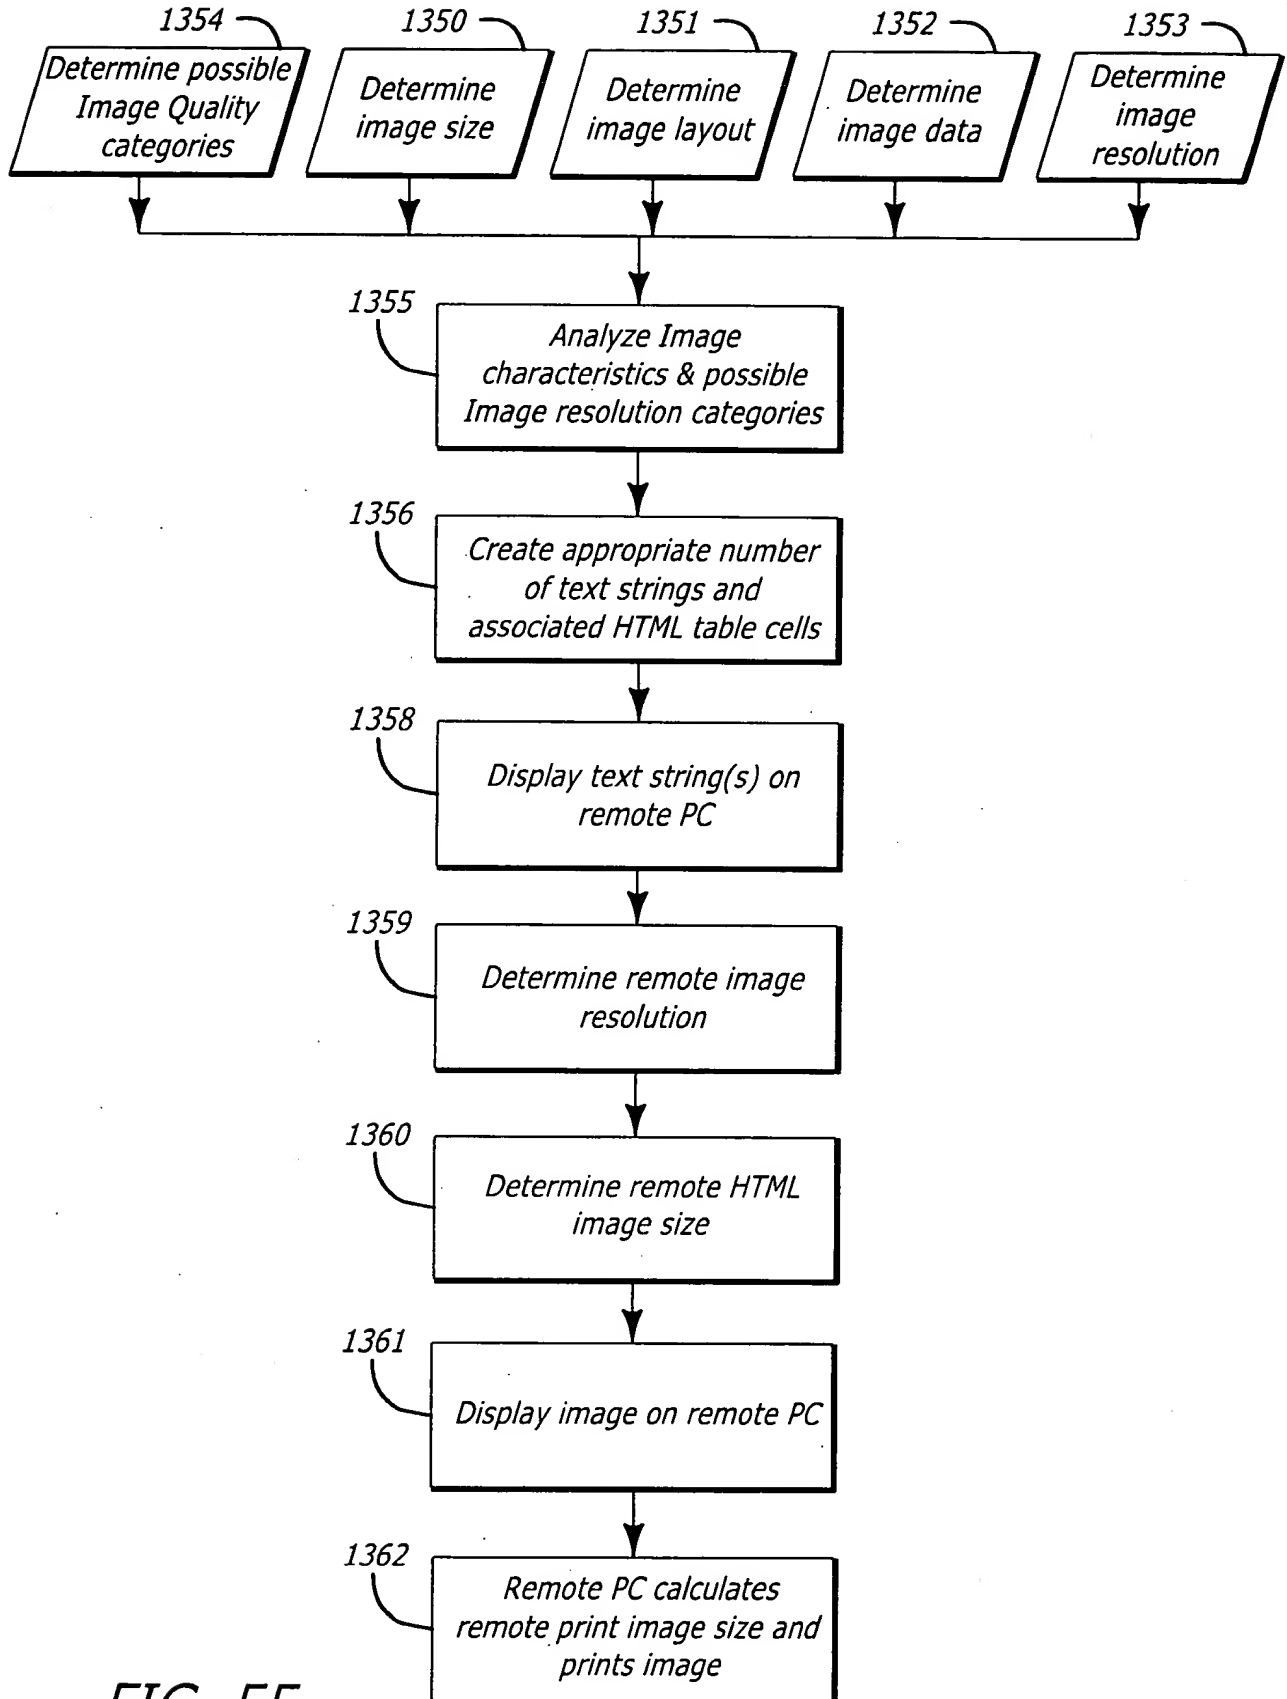 1354
1350
1351
1352
1353
Determine possible
Image Quality
categories
Determine
image size
Determine
image layout
Determine
image data
Determine
image
resolution
1355
Analyze Image
characteristics & possible
Image resolution categories
1356
Create appropriate number
of text strings and
associated HTML table cells
1358
Display text string(s) on
remote PC
1359
Determine remote image
resolution
1360
Determine remote HTML
image size
1361
Display image on remote PC
1362
Remote PC calculates
remote print image size and
prints image